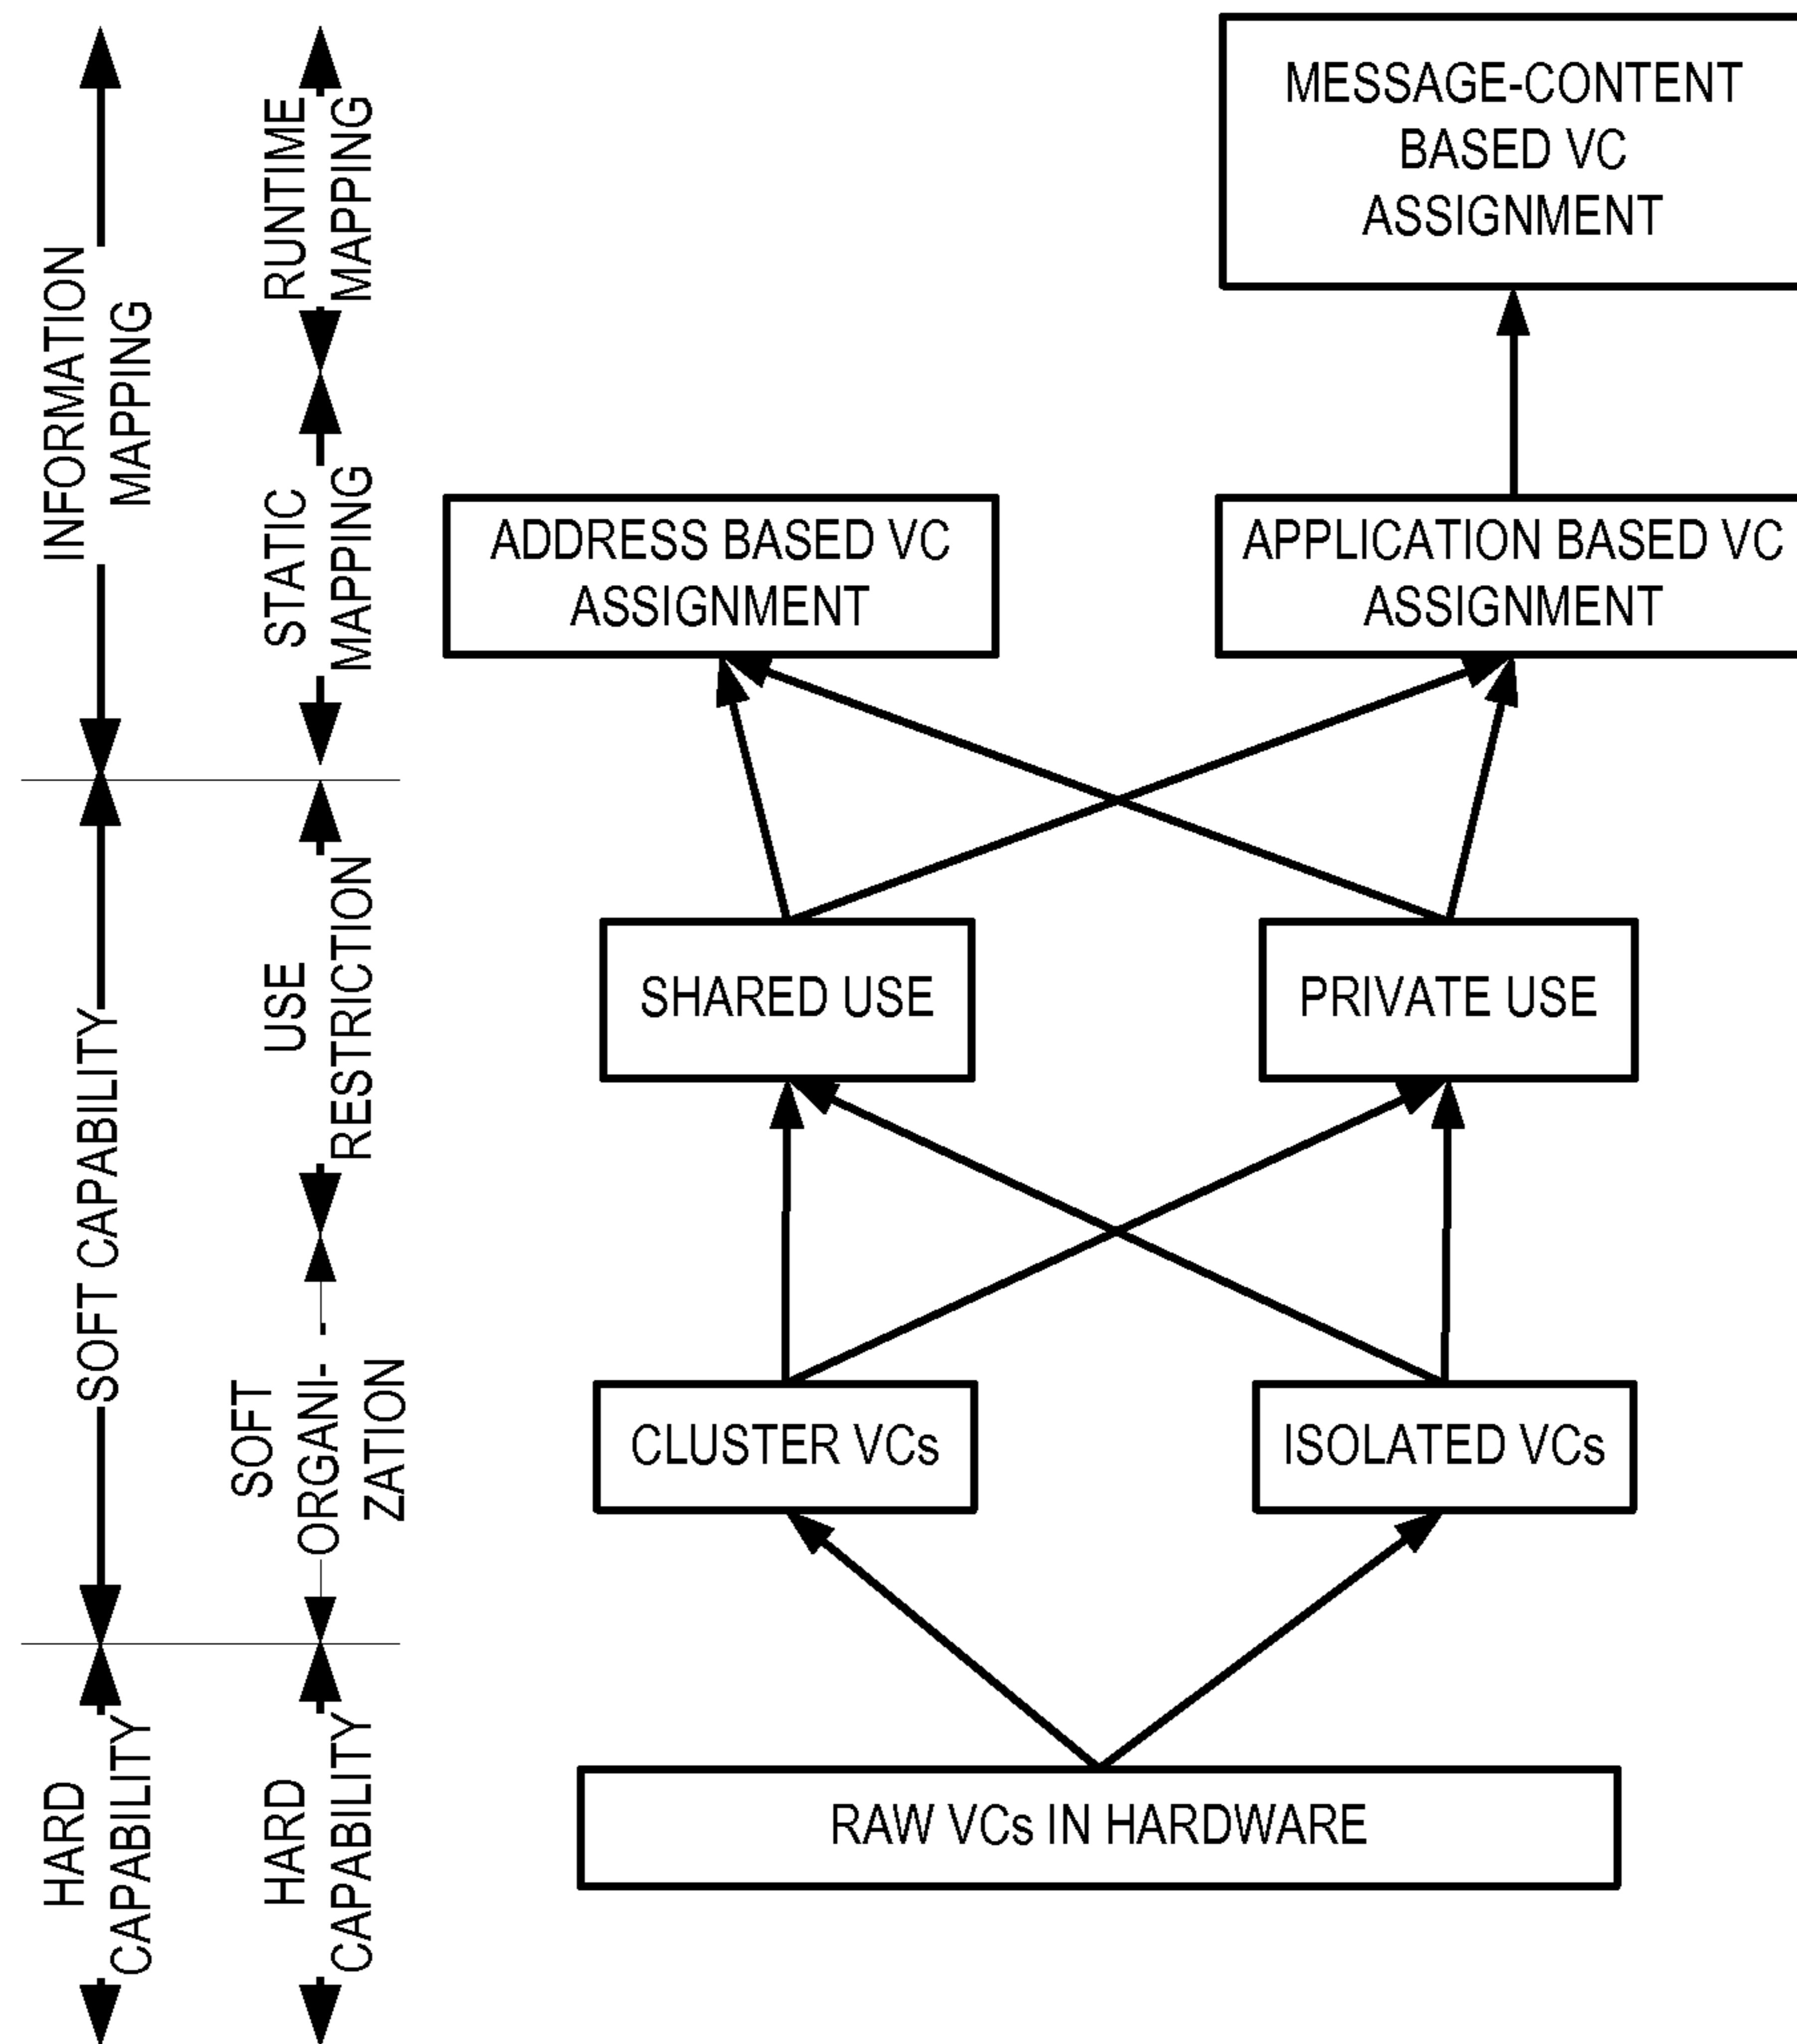 INFORMATION
MAPPING
SOFT CAPABILITY
HARD
CAPABILITY
RUNTIME
MAPPING
STATIC
MAPPING
USE
RESTRICTION
SOFT
ORGANI-
ZATION
HARD
CAPABILITY
MESSAGE-CONTENT
BASED VC
ASSIGNMENT
ADDRESS BASED VC
ASSIGNMENT
APPLICATION BASED VC
ASSIGNMENT
SHARED USE
PRIVATE USE
CLUSTER VCs
ISOLATED VCs
RAW VCs IN HARDWARE